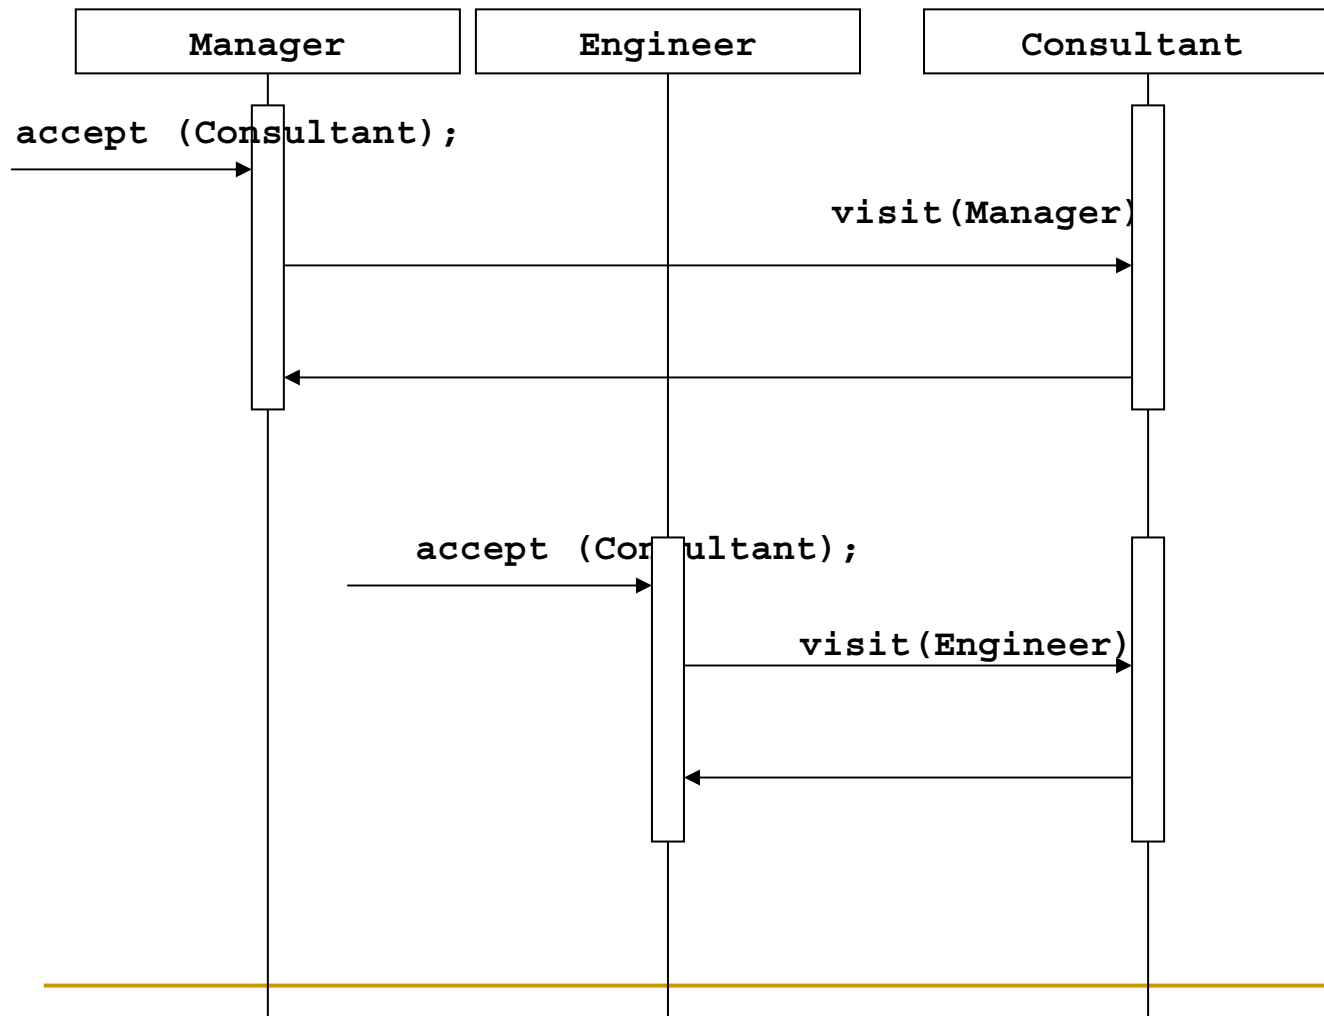 Manager
Engineer
Consultant
accept (Consultant);
visit(Manager)
accept (Consultant);
visit(Engineer)